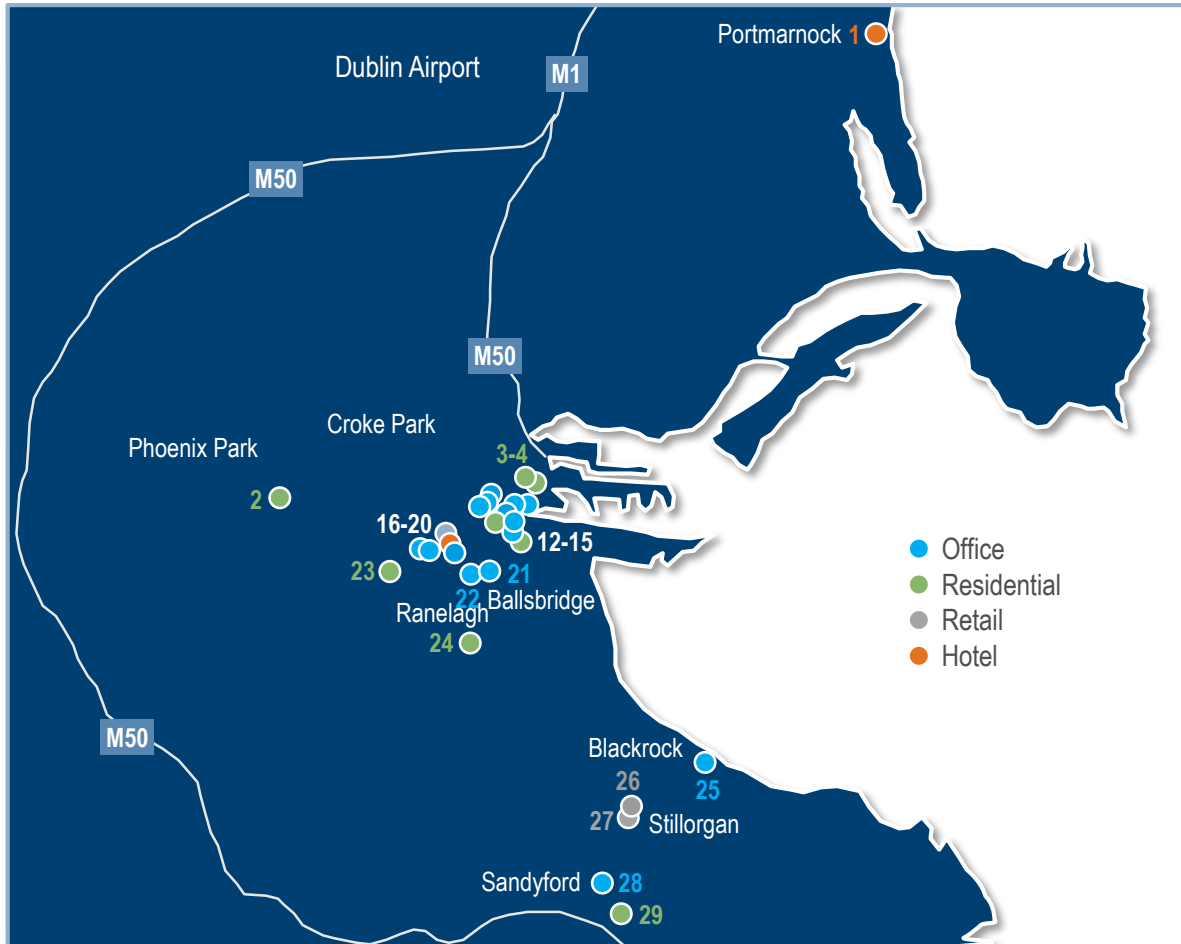 Portmarnock 1
Dublin Airport
M1
M50
M50
Croke Park
Phoenix Park
3-4
2
16-20
12-15
Office
23
21
Residential
22 Ballsbridge
Ranelagh
Retail
24
Hotel
M50
Blackrock
26
25
27
Stillorgan
Sandyford
28
29